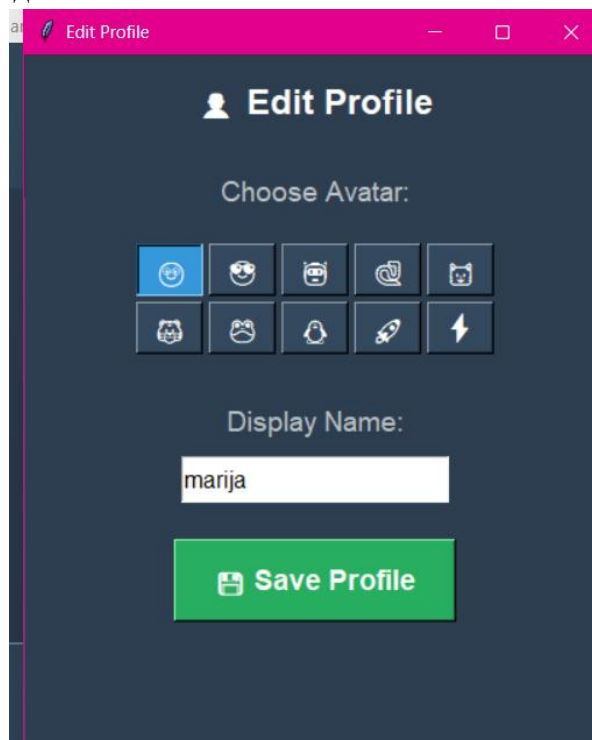 Edit Profile
Edit Profile
Choose Avatar:
Display Name:
marija
Save Profile